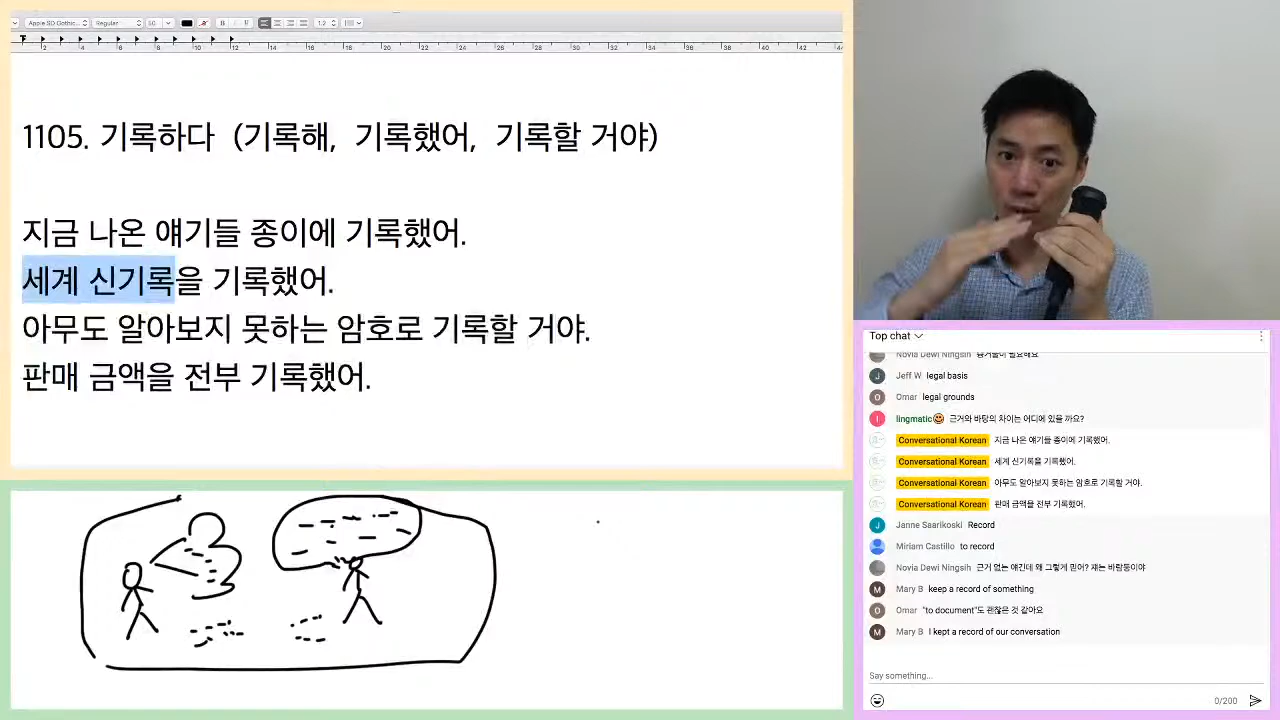 Apple SD Gothic...
Regular
1105. 기록하다  (기록해,  기록했어,  기록할 거야)
지금 나온 얘기들 종이에 기록했어.
세계 신기록을 기록했어.
아무도 알아보지 못하는 암호로 기록할 거야.
판매 금액을 전부 기록했어.
Top chat
Novia Dewi Ningsih
Jeff W legal basis
Omar legal grounds
lingmatic 근거와 바탕의 차이는 어디에 있을 까요?
Conversational Korean 지금 나온 얘기들 종이에 기록했어.
Conversational Korean 세계 신기록을 기록했어.
Conversational Korean 아무도 알아보지 못하는 암호로 기록할 거야.
Conversational Korean 판매 금액을 전부 기록했어.
Janne Saarikoski Record
Miriam Castillo to record
Novia Dewi Ningsih 근거 없는 얘긴데 왜 그렇게 믿어? 쟤는 바람둥이야
Mary B keep a record of something
Omar "to document"도 괜찮은 것 같아요
Mary B I kept a record of our conversation
Say something...
0/200